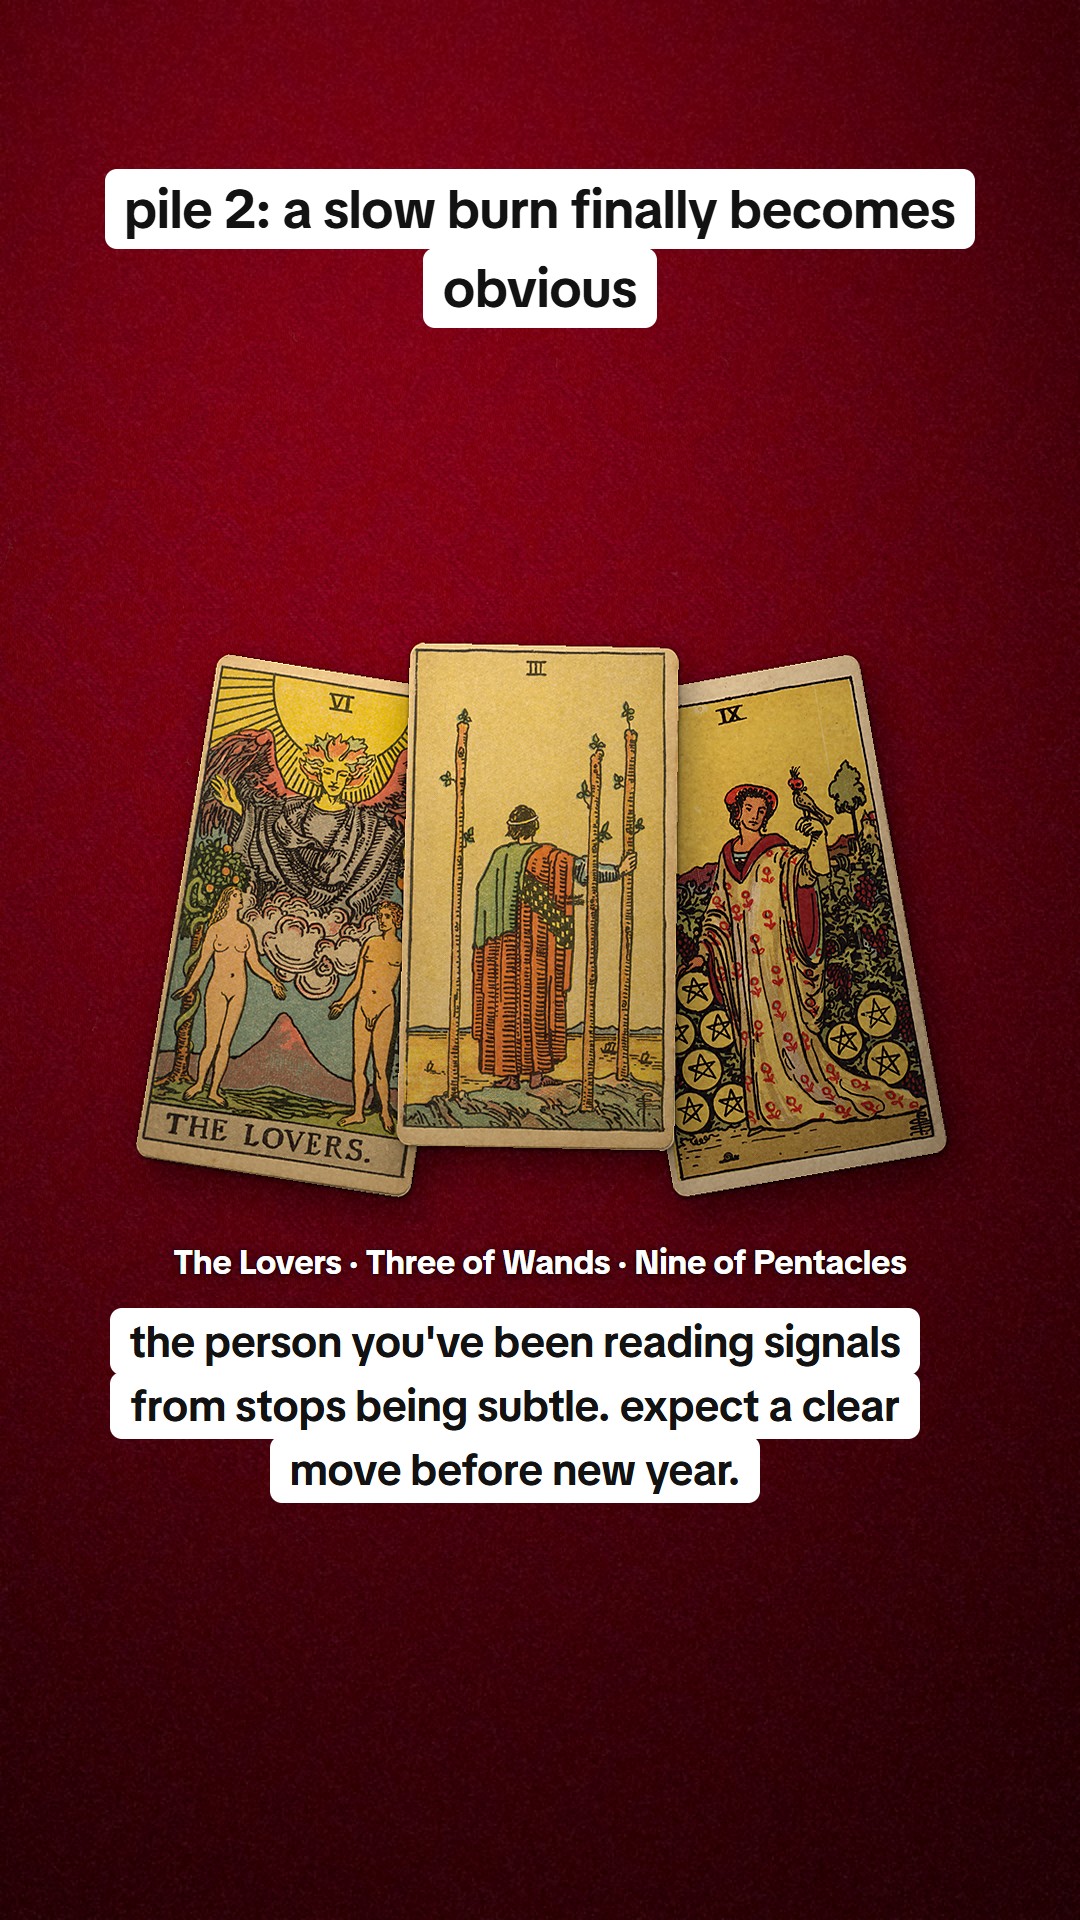 pile 2: a slow burn finally becomes
obvious
VI
III
IX
THE LOVERS.
The Lovers · Three of Wands · Nine of Pentacles
the person you've been reading signals
from stops being subtle. expect a clear
move before new year.